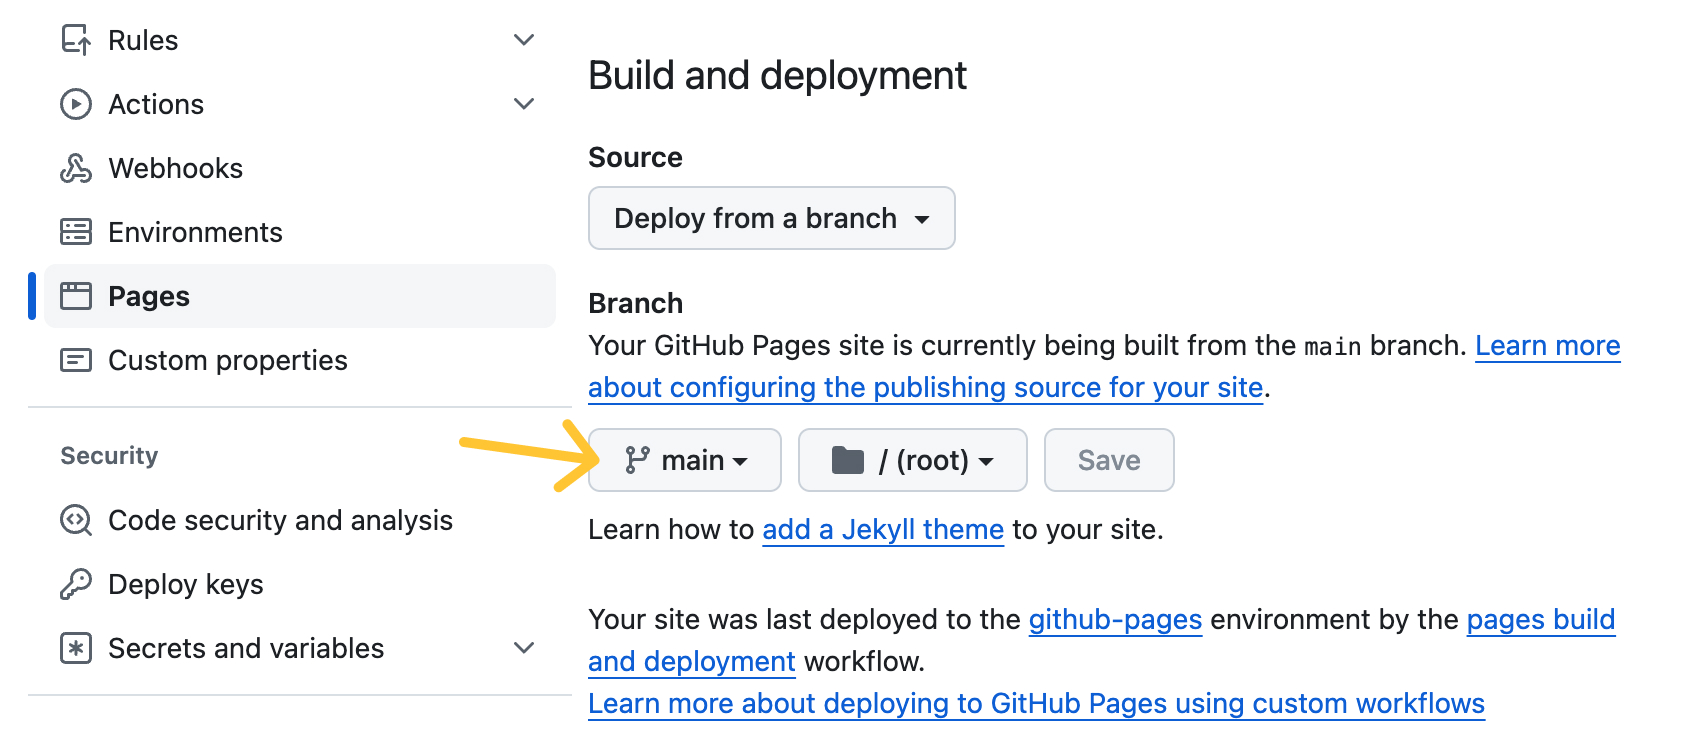 Rules
Actions
Webhooks
Environments
Pages
Custom properties
Security
Code security and analysis
Deploy keys
Secrets and variables
Build and deployment
Source
Deploy from a branch
Branch
Your GitHub Pages site is currently being built from the main branch. Learn more
about configuring the publishing source for your site.
main
/ (root)
Save
Learn how to add a Jekyll theme to your site.
Your site was last deployed to the github-pages environment by the pages build
and deployment workflow.
Learn more about deploying to GitHub Pages using custom workflows